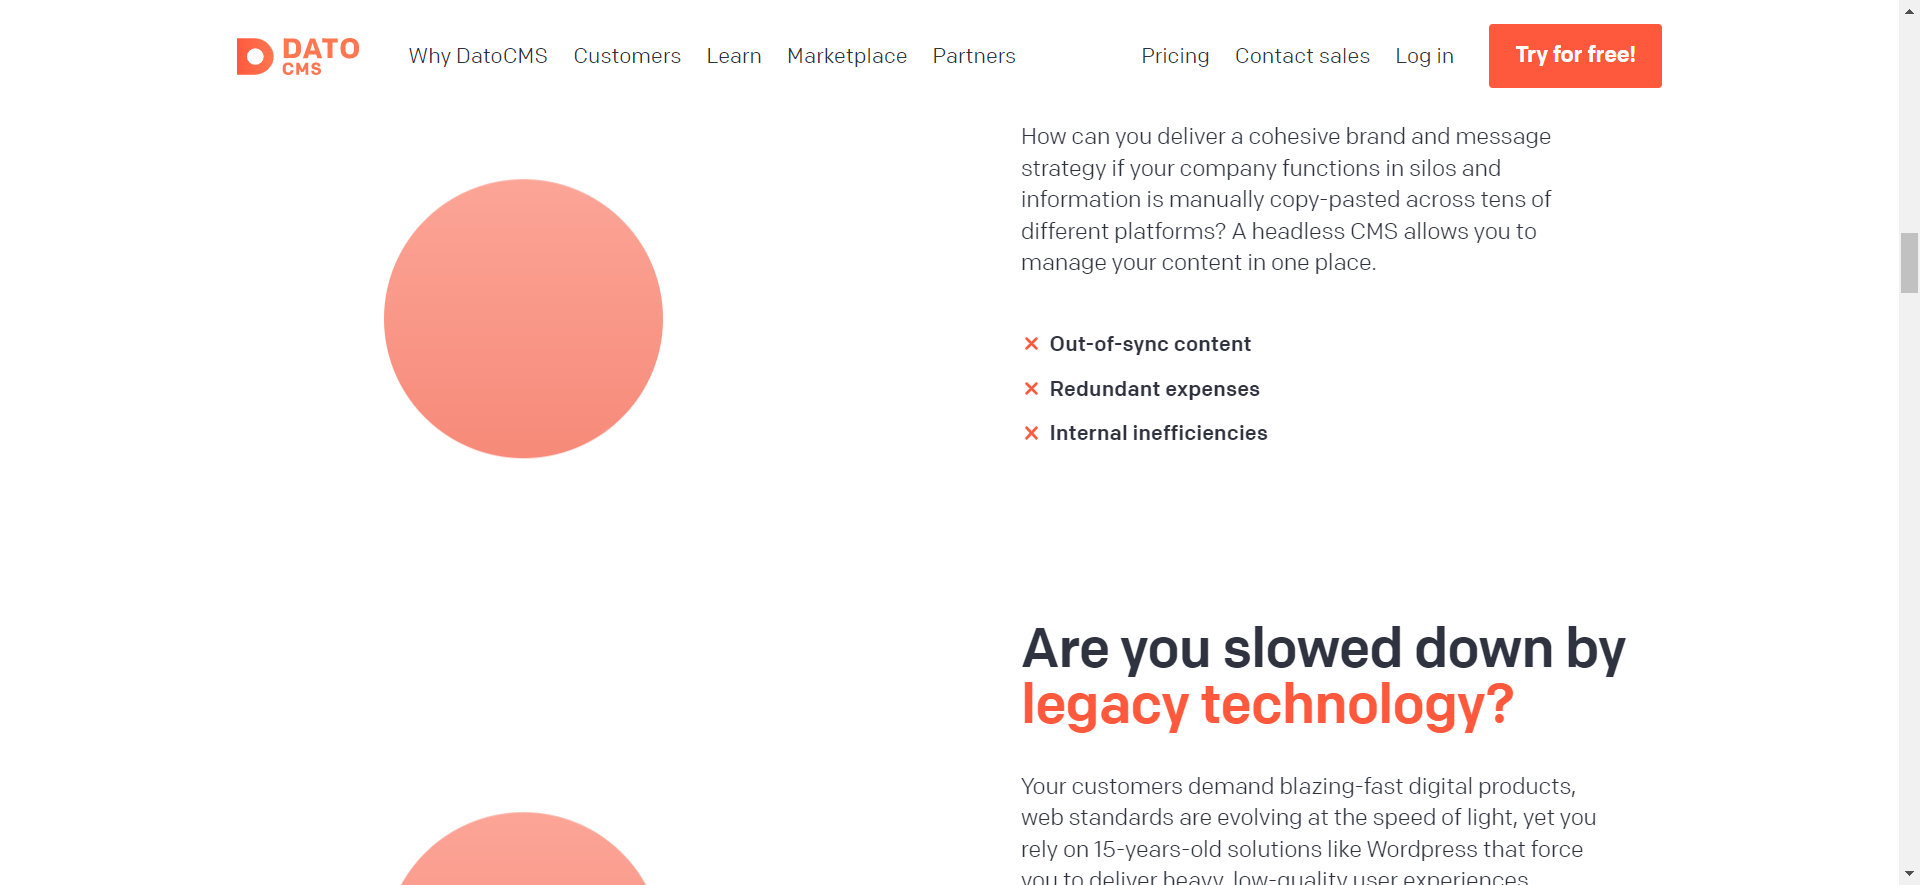 DATO
CMS
Why DatoCMS
Customers
Learn
Marketplace
Partners
Pricing
Contact sales
Log in
Try for free!
How can you deliver a cohesive brand and message
strategy if your company functions in silos and
information is manually copy-pasted across tens of
different platforms? A headless CMS allows you to
manage your content in one place.
Out-of-sync content
Redundant expenses
Internal inefficiencies
Are you slowed down by
legacy technology?
Your customers demand blazing-fast digital products,
web standards are evolving at the speed of light, yet you
rely on 15-years-old solutions like Wordpress that force
you to deliver heavy, low-quality user experiences.